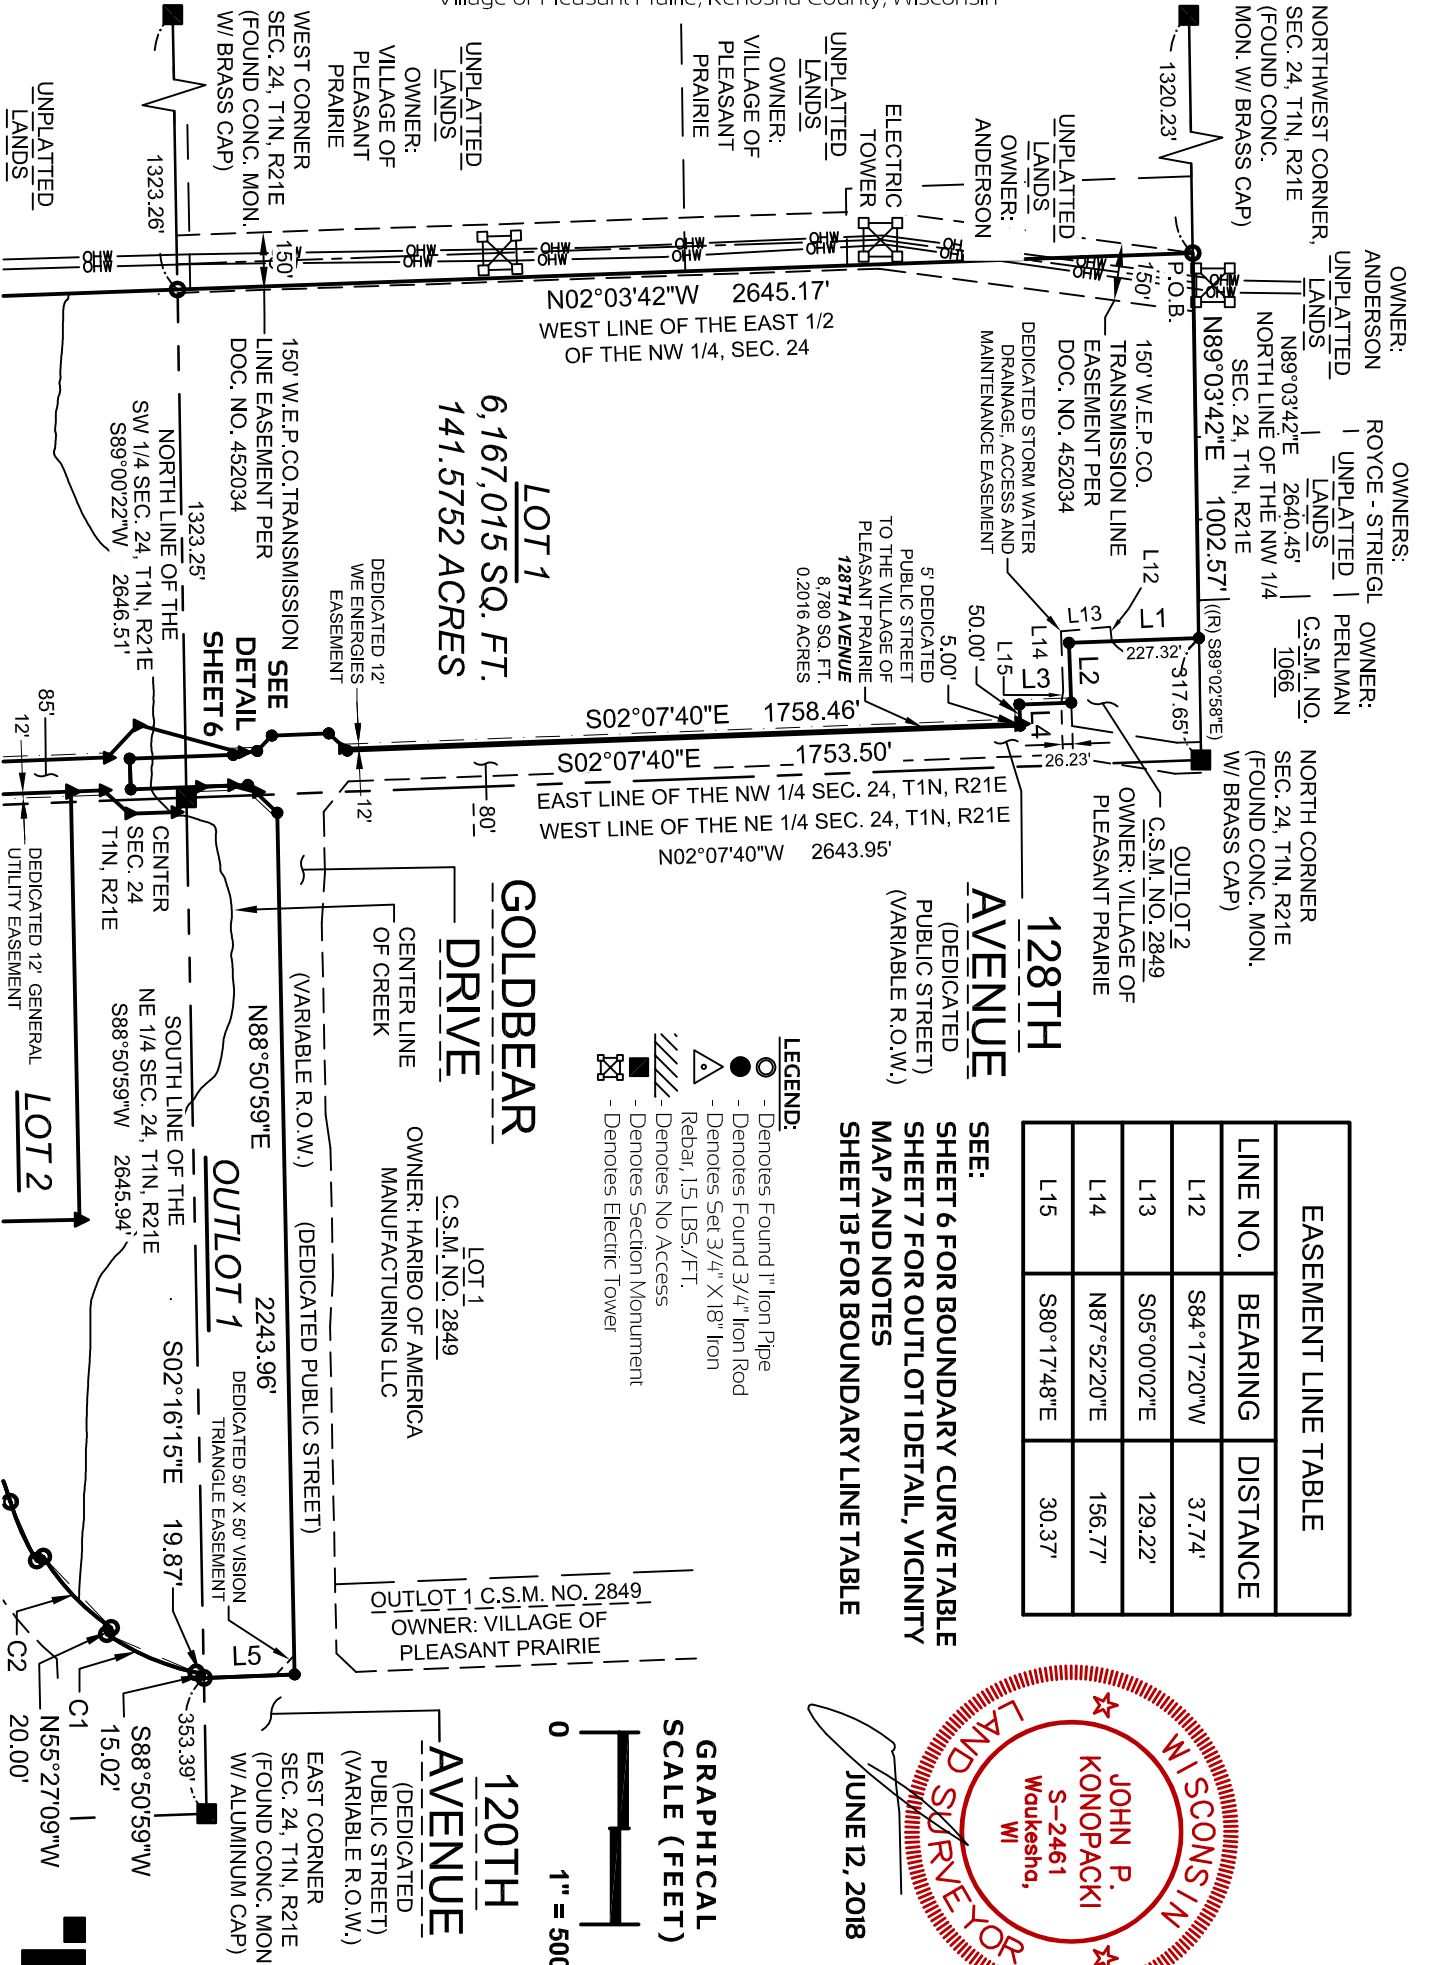 Village of Pleasant Prairie, Kenosha County, Wisconsin
NORTHWEST CORNER,
SEC. 24, T1N, R21E
(FOUND CONC.
MON. W/ BRASS CAP)
1320.23'
OWNER:
ANDERSON
UNPLATTED
LANDS
OWNERS:
ROYCE - STRIEGL
UNPLATTED
LANDS
OWNER:
PERLMAN
C.S.M. NO.
1066
N89°03'42"E 2640.45'
NORTH LINE OF THE NW 1/4
SEC. 24, T1N, R21E
N89°03'42"E 1002.57'
((R) S89°02'58"E)
317.65'
NORTH CORNER
SEC. 24, T1N, R21E
(FOUND CONC. MON.
W/ BRASS CAP)
P.O.B.
150'
150' W.E.P.CO.
TRANSMISSION LINE
EASEMENT PER
DOC. NO. 452034
L12
L13
L1
227.32'
L2
L14
L3
L15
L4
26.23'
50.00'
5.00'
OUTLOT 2
C.S.M. NO. 2849
OWNER: VILLAGE OF
PLEASANT PRAIRIE
DEDICATED STORM WATER
DRAINAGE, ACCESS AND
MAINTENANCE EASEMENT
5' DEDICATED
PUBLIC STREET
TO THE VILLAGE OF
PLEASANT PRAIRIE
128TH AVENUE
8,780 SQ. FT.
0.2016 ACRES
UNPLATTED
LANDS
OWNER:
ANDERSON
ELECTRIC
TOWER
UNPLATTED
LANDS
OWNER:
VILLAGE OF
PLEASANT
PRAIRIE
UNPLATTED
LANDS
OWNER:
VILLAGE OF
PLEASANT
PRAIRIE
WEST CORNER
SEC. 24, T1N, R21E
(FOUND CONC. MON.
W/ BRASS CAP)
1323.26'
UNPLATTED
LANDS
OHW
OHW
OHW
OHW
OHW
OHW
OHW
OHW
OHW
OHW
OHW
OHW
150'
N02°03'42"W 2645.17'
WEST LINE OF THE EAST 1/2
OF THE NW 1/4, SEC. 24
LOT 1
6,167,015 SQ. FT.
141.5752 ACRES
150' W.E.P.CO.TRANSMISSION
LINE EASEMENT PER
DOC. NO. 452034
1323.25'
NORTH LINE OF THE
SW 1/4 SEC. 24, T1N, R21E
S89°00'22"W 2646.51'
SEE
DETAIL
SHEET 6
DEDICATED 12'
WE ENERGIES
EASEMENT
12'
80'
85'
12'
S02°07'40"E 1758.46'
S02°07'40"E 1753.50'
EAST LINE OF THE NW 1/4 SEC. 24, T1N, R21E
WEST LINE OF THE NE 1/4 SEC. 24, T1N, R21E
N02°07'40"W 2643.95'
128TH
AVENUE
(DEDICATED
PUBLIC STREET)
(VARIABLE R.O.W.)
GOLDBEAR
DRIVE
CENTER LINE
OF CREEK
CENTER
SEC. 24
T1N, R21E
DEDICATED 12' GENERAL
UTILITY EASEMENT
LOT 2
N88°50'59"E 2243.96'
(VARIABLE R.O.W.) (DEDICATED PUBLIC STREET)
SOUTH LINE OF THE
NE 1/4 SEC. 24, T1N, R21E
S88°50'59"W 2645.94'
OUTLOT 1
S02°16'15"E 19.87'
DEDICATED 50' X 50' VISION
TRIANGLE EASEMENT
LOT 1
C.S.M. NO. 2849
OWNER: HARIBO OF AMERICA
MANUFACTURING LLC
OUTLOT 1 C.S.M. NO. 2849
OWNER: VILLAGE OF
PLEASANT PRAIRIE
L5
353.39'
C1
C2
S88°50'59"W
15.02'
N55°27'09"W
20.00'
120TH
AVENUE
(DEDICATED
PUBLIC STREET)
(VARIABLE R.O.W.)
EAST CORNER
SEC. 24, T1N, R21E
(FOUND CONC. MON
W/ ALUMINUM CAP)
LEGEND:
- Denotes Found 1" Iron Pipe
- Denotes Found 3/4" Iron Rod
- Denotes Set 3/4" X 18" Iron
Rebar, 1.5 LBS./FT.
- Denotes No Access
- Denotes Section Monument
- Denotes Electric Tower
SEE:
SHEET 6 FOR BOUNDARY CURVE TABLE
SHEET 7 FOR OUTLOT 1 DETAIL, VICINITY
MAP AND NOTES
SHEET 13 FOR BOUNDARY LINE TABLE
EASEMENT LINE TABLE
LINE NO. BEARING DISTANCE
L12 S84°17'20"W 37.74'
L13 S05°00'02"E 129.22'
L14 N87°52'20"E 156.77'
L15 S80°17'48"E 30.37'
GRAPHICAL
SCALE (FEET)
0 1" = 500
WISCONSIN
JOHN P.
KONOPACKI
S-2461
Waukesha,
WI
LAND SURVEYOR
JUNE 12, 2018